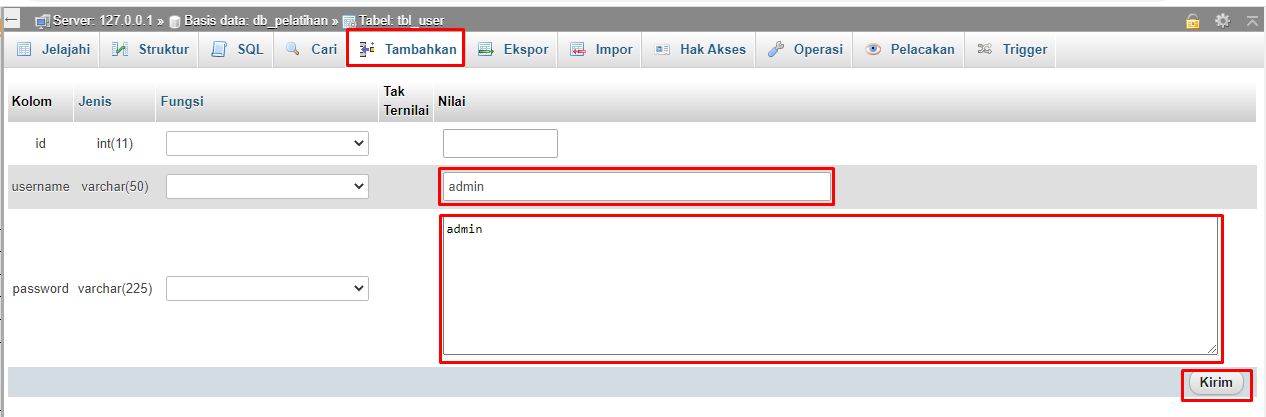 Server: 127.0.0.1 » Basis data: db_pelatihan » Tabel: tbl_user
Jelajahi Struktur SQL Cari Tambahkan Ekspor Impor Hak Akses Operasi Pelacakan Trigger
Kolom Jenis Fungsi Tak Ternilai Nilai
id int(11)
username varchar(50) admin
admin
password varchar(225)
Kirim